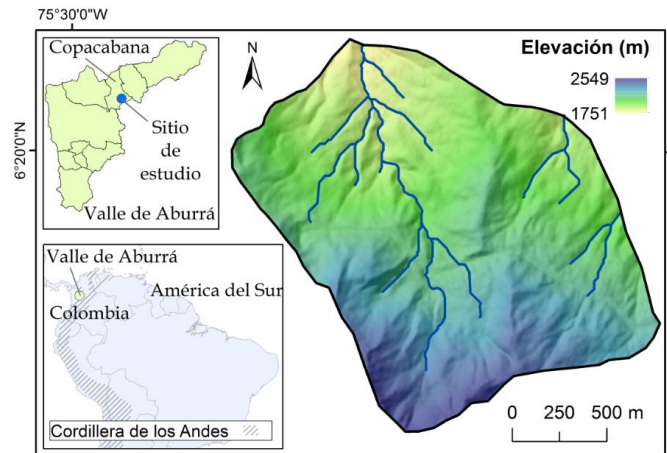 75°30'0"W
6°20'0"N
Copacabana
Sitio
de
estudio
Valle de Aburrá
Valle de Aburrá
América del Sur
Colombia
Cordillera de los Andes
N
Elevación (m)
2549
1751
0 250 500 m